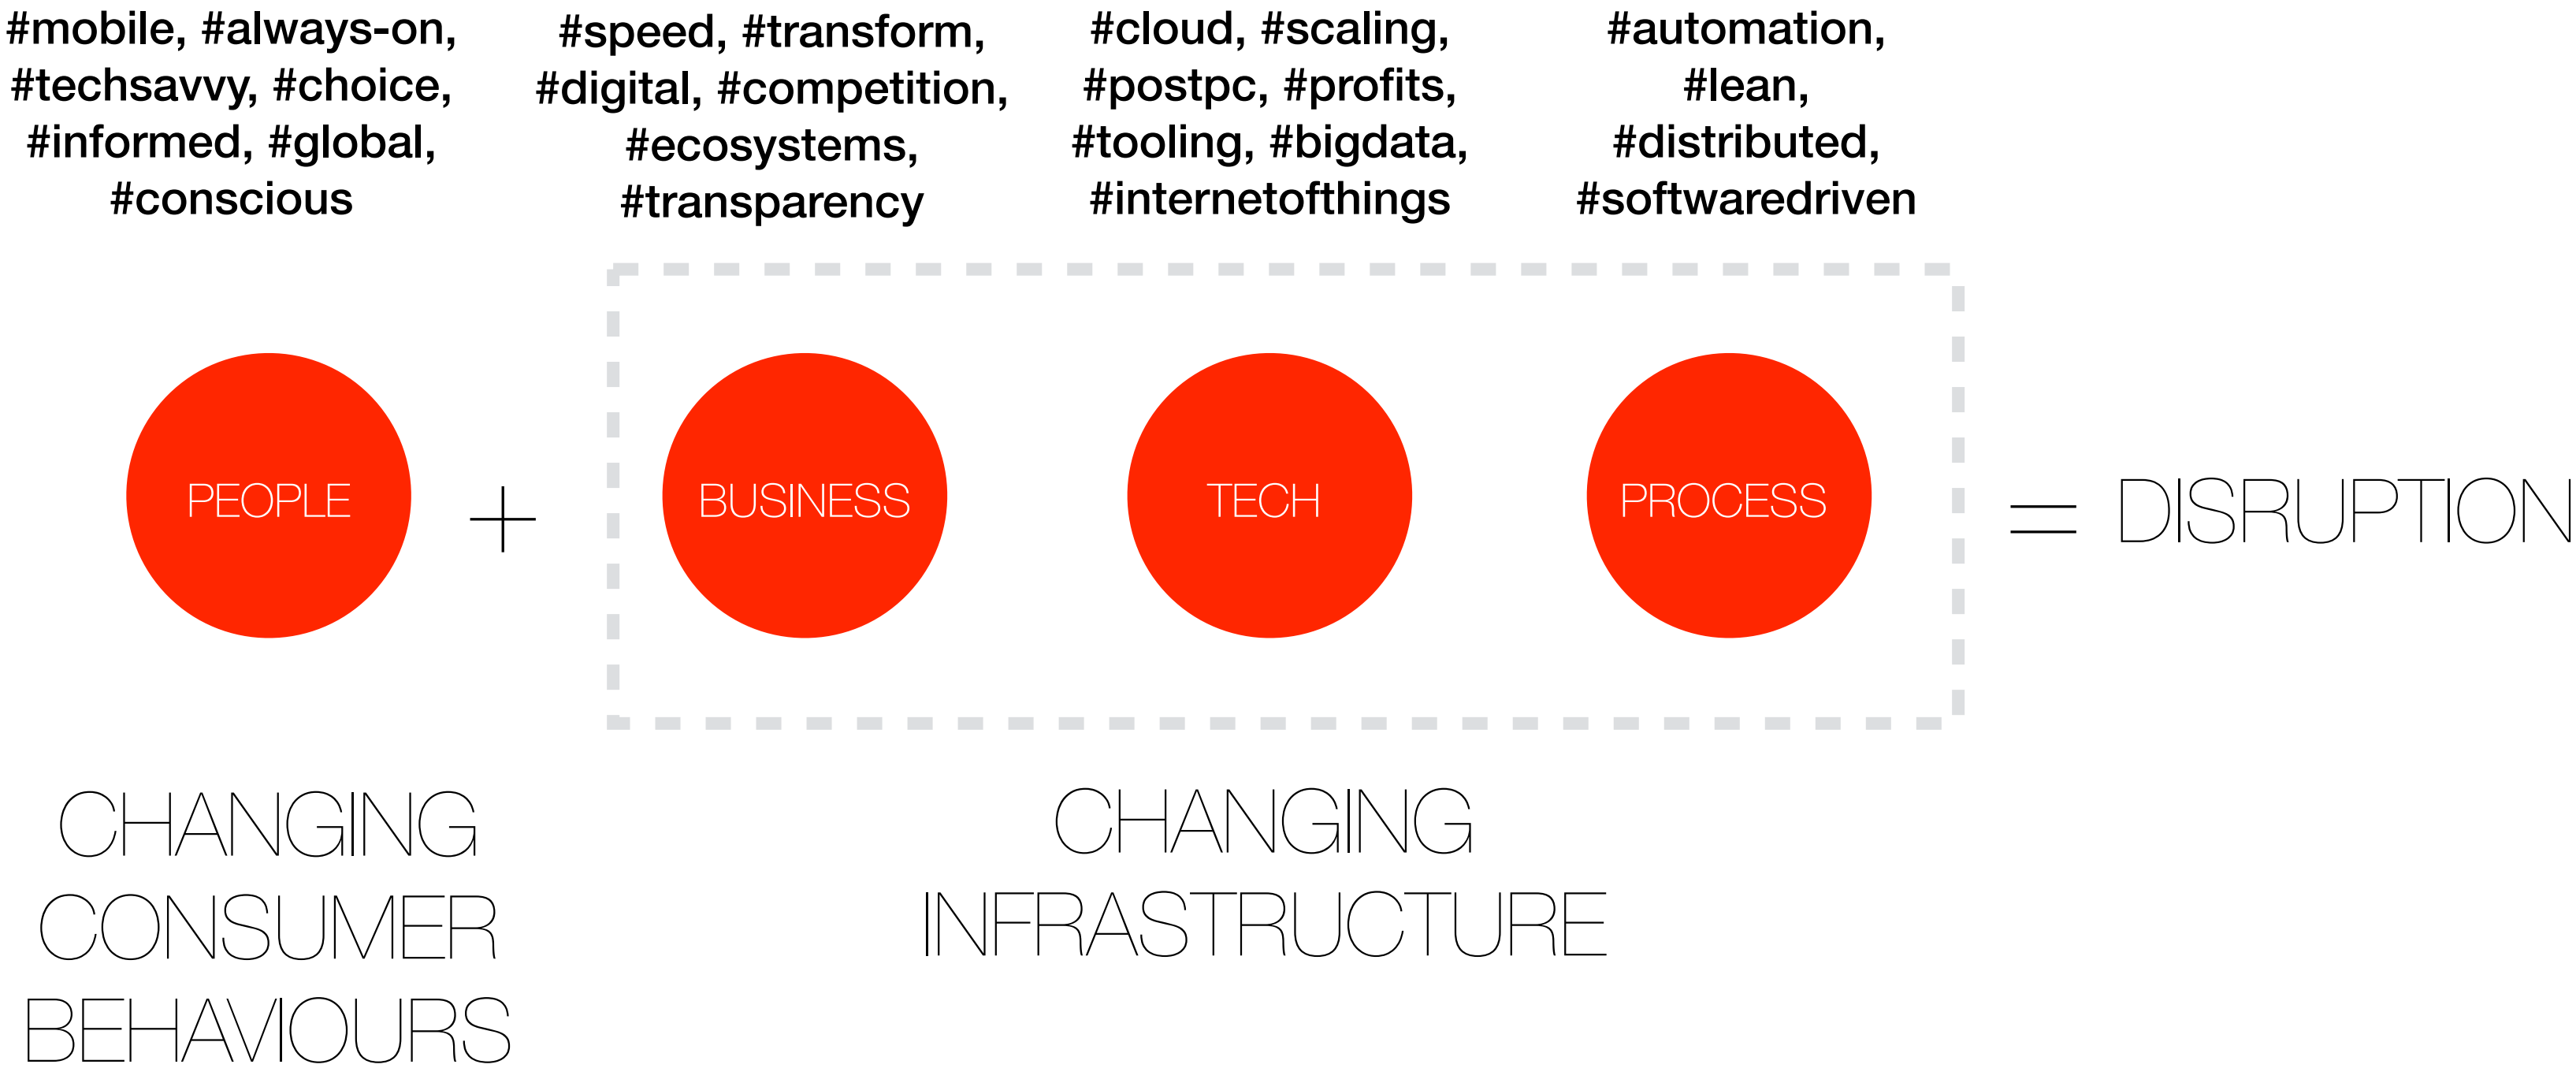 #mobile, #always-on,
#techsavvy, #choice,
#informed, #global,
#conscious
#speed, #transform,
#digital, #competition,
#ecosystems,
#transparency
#cloud, #scaling,
#postpc, #profits,
#tooling, #bigdata,
#internetofthings
#automation,
#lean,
#distributed,
#softwaredriven
PEOPLE
+
BUSINESS
TECH
PROCESS
= DISRUPTION
CHANGING
CONSUMER
BEHAVIOURS
CHANGING
INFRASTRUCTURE